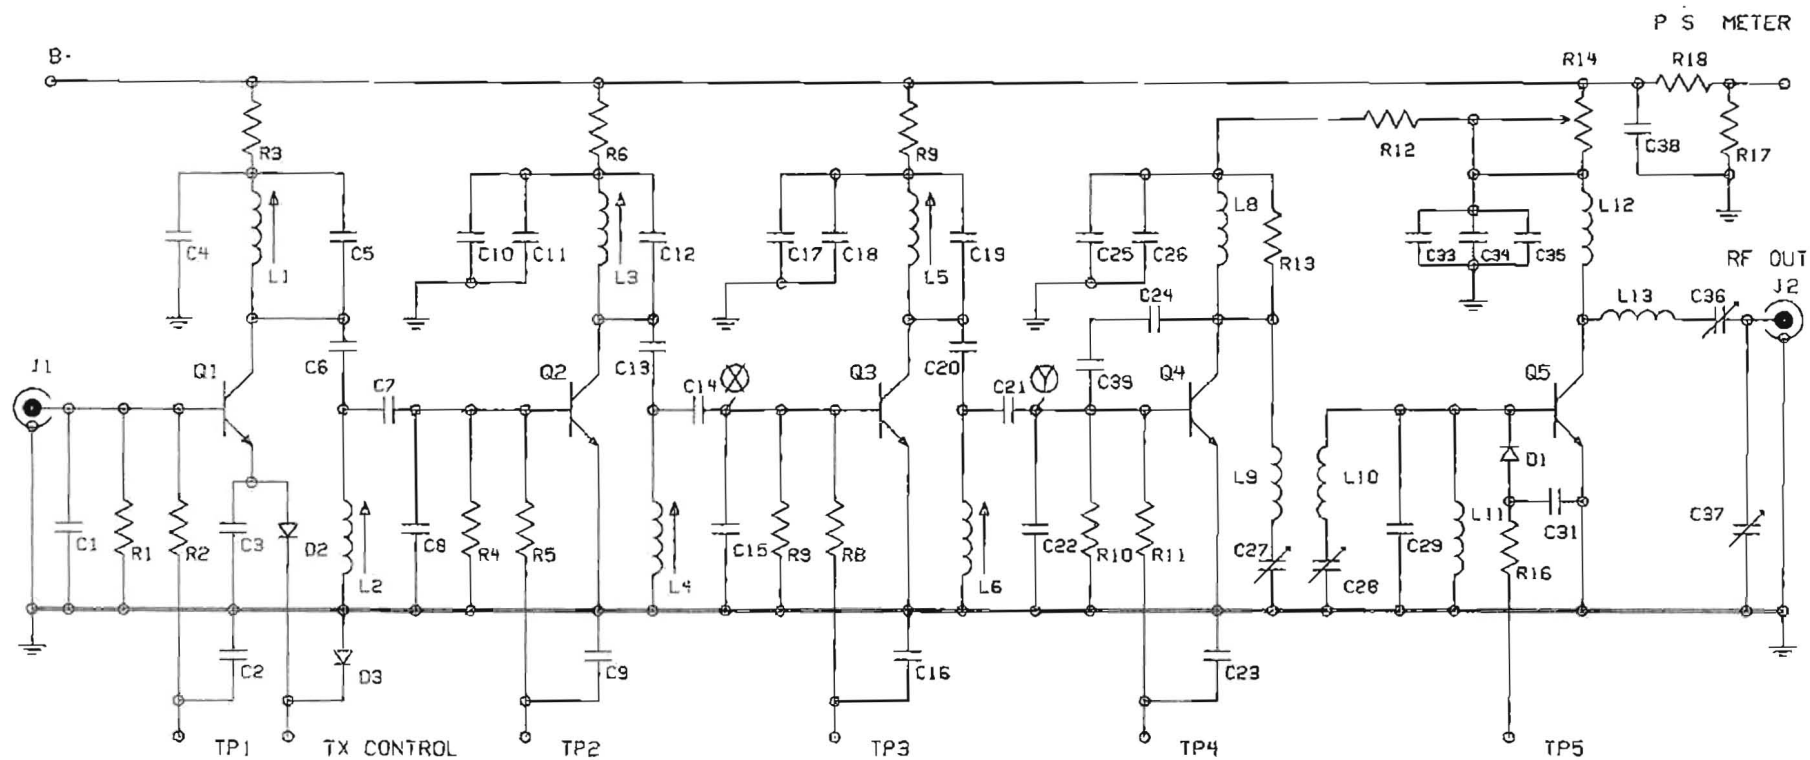 P S METER
B-
R14
R18
R3
R6
R9
R12
C38
R17
C4
L1
C5
C10
C11
L3
C12
C17
C18
L5
C19
C25
C26
L8
R13
C33
C34
C35
L12
RF OUT
J2
C24
L13
C36
J1
Q1
C6
C7
Q2
C13
C14
X
Q3
C20
C21
Y
C39
Q4
Q5
C1
R1
R2
C3
D2
L2
C8
R4
R5
L4
C15
R9
R8
L6
C22
R10
R11
L9
C27
L10
C28
C29
L11
D1
C31
R16
C37
C2
D3
C9
C16
C23
TP1
TX CONTROL
TP2
TP3
TP4
TP5